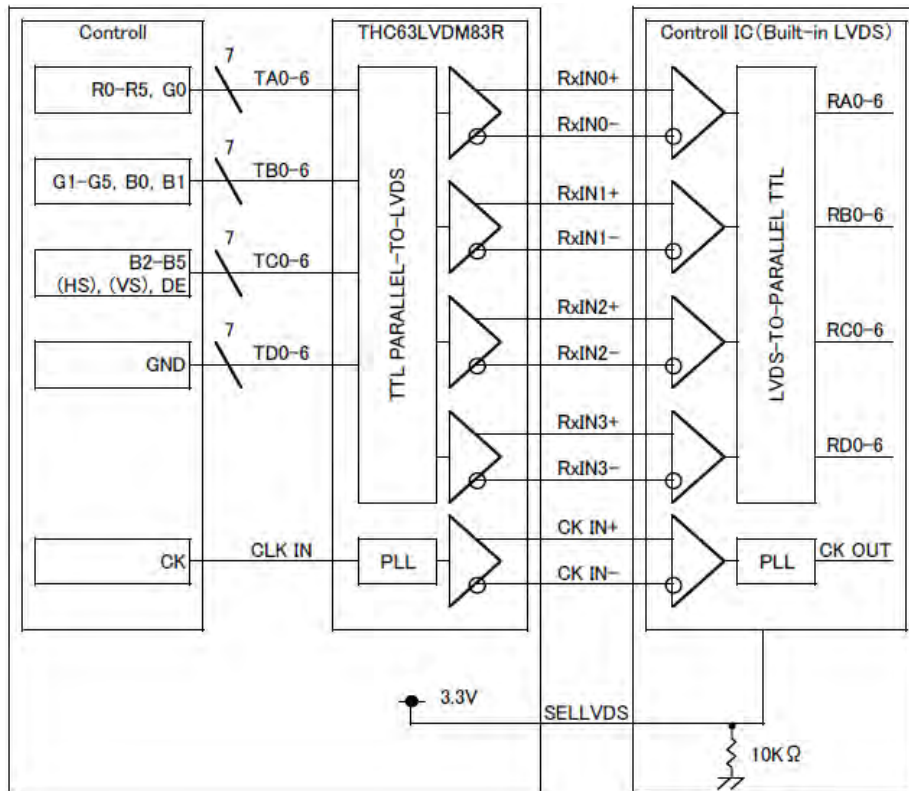 Controll
THC63LVDM83R
Controll IC(Built-in LVDS)
R0-R5, G0
7
TA0-6
RxIN0+
RxIN0-
RA0-6
G1-G5, B0, B1
7
TB0-6
RxIN1+
RxIN1-
RB0-6
B2-B5
(HS), (VS), DE
7
TC0-6
RxIN2+
RxIN2-
RC0-6
GND
7
TD0-6
RxIN3+
RxIN3-
RD0-6
TTL PARALLEL-TO-LVDS
LVDS-TO-PARALLEL TTL
CK
CLK IN
PLL
CK IN+
CK IN-
PLL
CK OUT
3.3V
SELLVDS
10KΩ